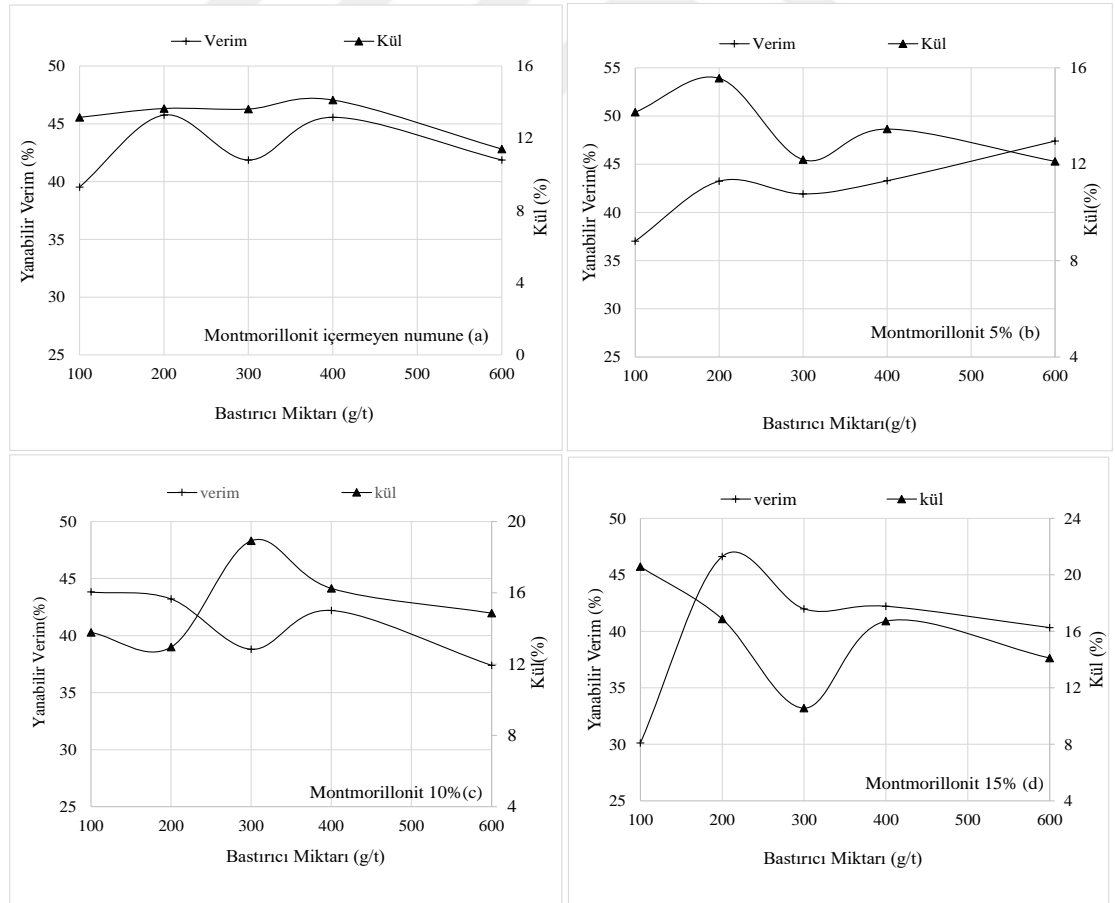 Verim Kül
50
45
40
35
30
25
16
12
8
4
0
Yanabilir Verim (%)
Kül (%)
Montmorillonit içermeyen numune (a)
100 200 300 400 500 600
Bastırıcı Miktarı (g/t)
Verim Kül
55
50
45
40
35
30
25
16
12
8
4
Yanabilir Verim(%)
Kül(%)
Montmorillonit 5% (b)
100 200 300 400 500 600
Bastırıcı Miktarı(g/t)
verim kül
50
45
40
35
30
25
20
16
12
8
4
Yanabilir Verim(%)
Kül(%)
Montmorillonit 10%(c)
100 200 300 400 500 600
Bastırıcı Miktarı (g/t)
verim kül
50
45
40
35
30
25
24
20
16
12
8
4
Yanabilir Verim (%)
Kül (%)
Montmorillonit 15% (d)
100 200 300 400 500 600
Bastırıcı Miktarı (g/t)